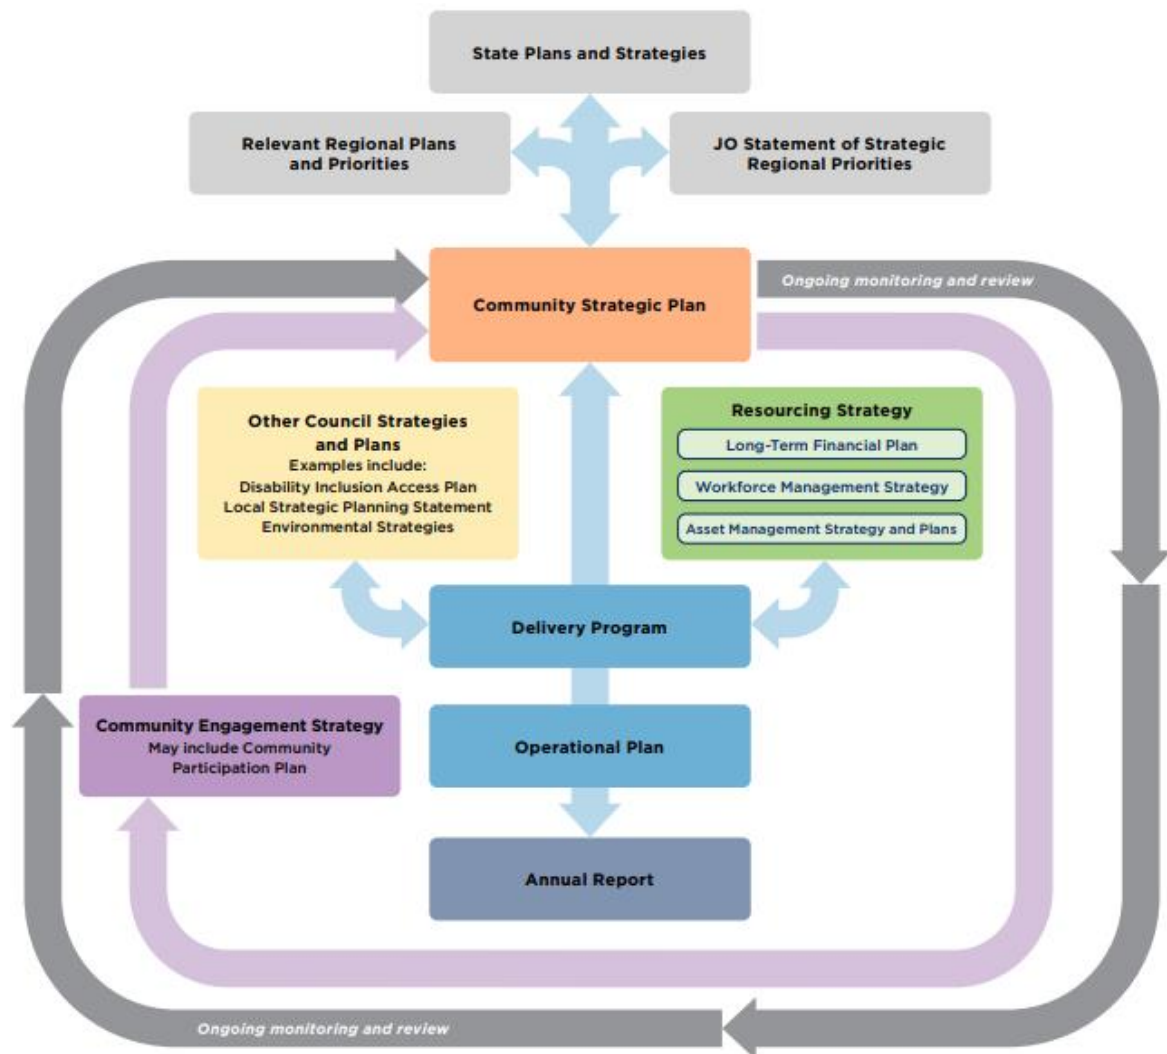 State Plans and Strategies
Relevant Regional Plans
and Priorities
JO Statement of Strategic
Regional Priorities
Community Strategic Plan
Ongoing monitoring and review
Other Council Strategies
and Plans
Examples include:
Disability Inclusion Access Plan
Local Strategic Planning Statement
Environmental Strategies
Resourcing Strategy
Long-Term Financial Plan
Workforce Management Strategy
Asset Management Strategy and Plans
Delivery Program
Community Engagement Strategy
May include Community
Participation Plan
Operational Plan
Annual Report
Ongoing monitoring and review